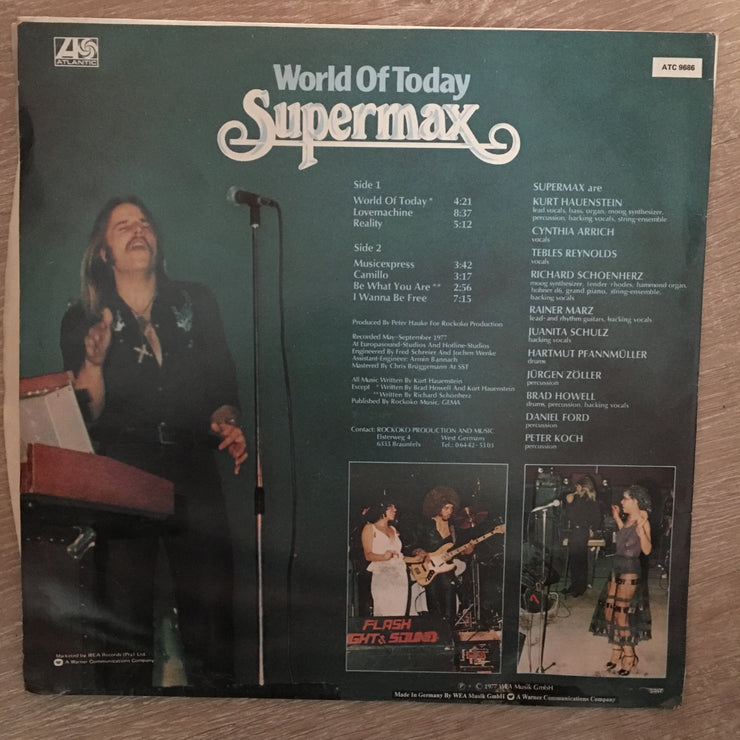 ATLANTIC
ATC 9686
World Of Today
Supermax
Side 1
World Of Today * 4:21
Lovemachine 8:37
Reality 5:12
Side 2
Musicexpress 3:42
Camillo 3:17
Be What You Are ** 2:56
I Wanna Be Free 7:15
Produced By Peter Hauke For Rockoko Production
Recorded May-September 1977
At Europasound-Studios And Hotline-Studios
Engineered By Fred Schreier And Jochen Wenke
Assistant-Engineer: Armin Bannach
Mastered By Chris Brüggemann At SST
All Music Written By Kurt Hauenstein
Except * Written By Brad Howell And Kurt Hauenstein
** Written By Richard Schönherz
Published By Rockoko Music, GEMA
Contact: ROCKOKO PRODUCTION AND MUSIC
Elsterweg 4 West Germany
6333 Braunfels Tel.: 06442-5303
SUPERMAX are
KURT HAUENSTEIN
lead vocals, bass, organ, moog synthesizer,
percussion, backing vocals, string-ensemble
CYNTHIA ARRICH
vocals
TEBLES REYNOLDS
vocals
RICHARD SCHOENHERZ
moog synthesizer, fender rhodes, hammond organ,
hohner d6, grand piano, string-ensemble,
backing vocals
RAINER MARZ
lead- and rhythm guitars, backing vocals
JUANITA SCHULZ
backing vocals
HARTMUT PFANNMÜLLER
drums
JÜRGEN ZÖLLER
percussion
BRAD HOWELL
drums, percussion, backing vocals
DANIEL FORD
percussion
PETER KOCH
percussion
FLASH
IGHT & SOUND
Marketed by WEA Records (Pty) Ltd
A Warner Communications Company
℗ · © 1977 WEA Musik GmbH
Made In Germany By WEA Musik GmbH A Warner Communications Company